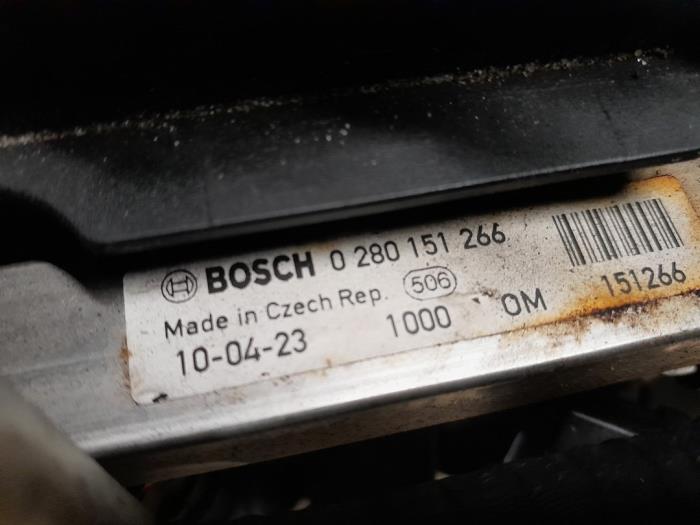 BOSCH 0 280 151 266
Made in Czech Rep. 506
10-04-23 1000 OM
151266